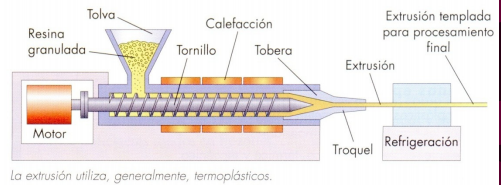 Tolva
Resina
granulada
Calefacción
Tornillo
Tobera
Extrusión templada
para procesamiento
final
Extrusión
Motor
Troquel
Refrigeración
La extrusión utiliza, generalmente, termoplásticos.